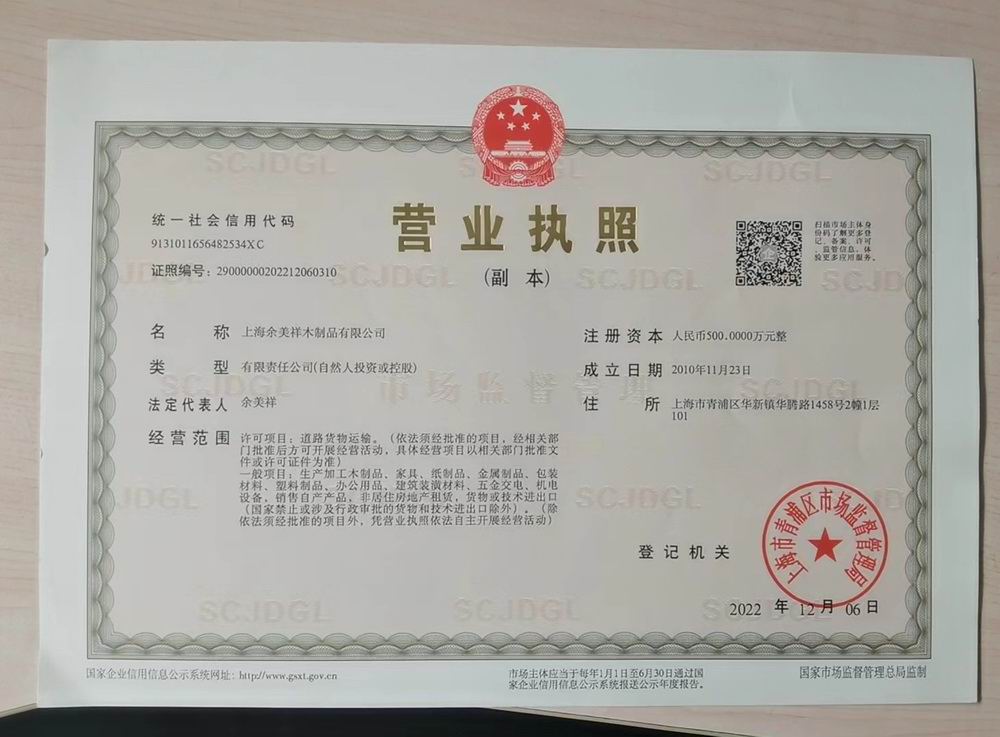 统一社会信用代码
9131011656482534XC
证照编号：29000000202212060310
营业执照
(副 本)
扫描市场主体身
份码了解更多登
记、备案、许可
、监管信息，体
验更多应用服务。
名 称 上海余美祥木制品有限公司
类 型 有限责任公司(自然人投资或控股)
法定代表人 余美祥
经营范围 许可项目：道路货物运输。（依法须经批准的项目，经相关部
门批准后方可开展经营活动，具体经营项目以相关部门批准文
件或许可证件为准）
一般项目：生产加工木制品、家具、纸制品、金属制品、包装
材料、塑料制品、办公用品、建筑装潢材料、五金交电、机电
设备，销售自产产品，非居住房地产租赁，货物或技术进出口
（国家禁止或涉及行政审批的货物和技术进出口除外）。（除
依法须经批准的项目外，凭营业执照依法自主开展经营活动）
注册资本 人民币500.0000万元整
成立日期 2010年11月23日
住 所 上海市青浦区华新镇华腾路1458号2幢1层
101
登记机关
上海市青浦区市场监督管理局
2022 年 12 月 06 日
SCJDGL
市场监督管理
国家企业信用信息公示系统网址：http://www.gsxt.gov.cn
市场主体应当于每年1月1日至6月30日通过国
家企业信用信息公示系统报送公示年度报告。
国家市场监督管理总局监制